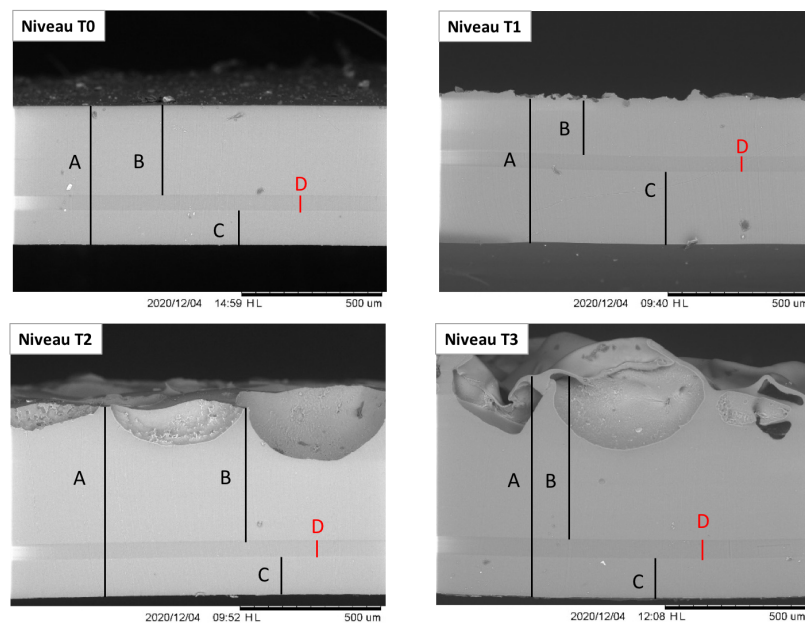 Niveau T0
A
B
D
C
2020/12/04 14:59 HL 500 um
Niveau T1
B
D
A
C
2020/12/04 09:40 HL 500 um
Niveau T2
A
B
D
C
2020/12/04 09:52 HL 500 um
Niveau T3
A
B
D
C
2020/12/04 12:08 HL 500 um